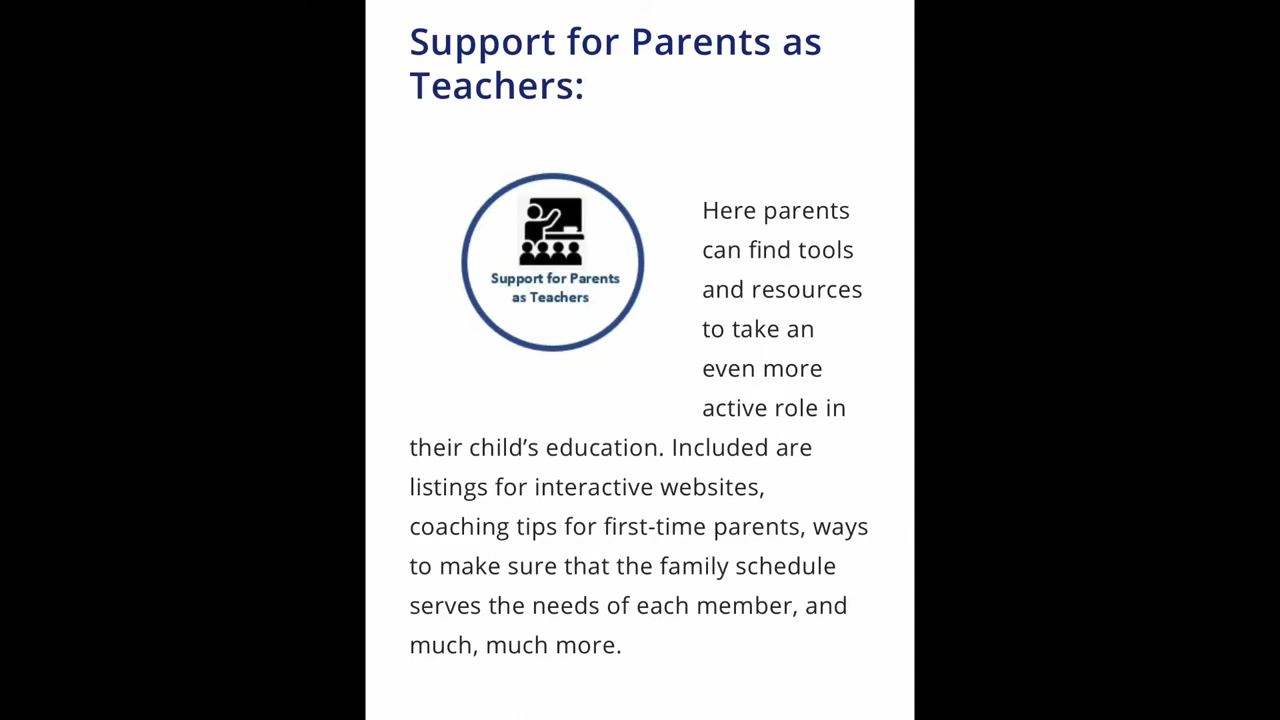 Support for Parents as
Teachers:
Support for Parents
as Teachers
Here parents
can find tools
and resources
to take an
even more
active role in
their child’s education. Included are
listings for interactive websites,
coaching tips for first-time parents, ways
to make sure that the family schedule
serves the needs of each member, and
much, much more.